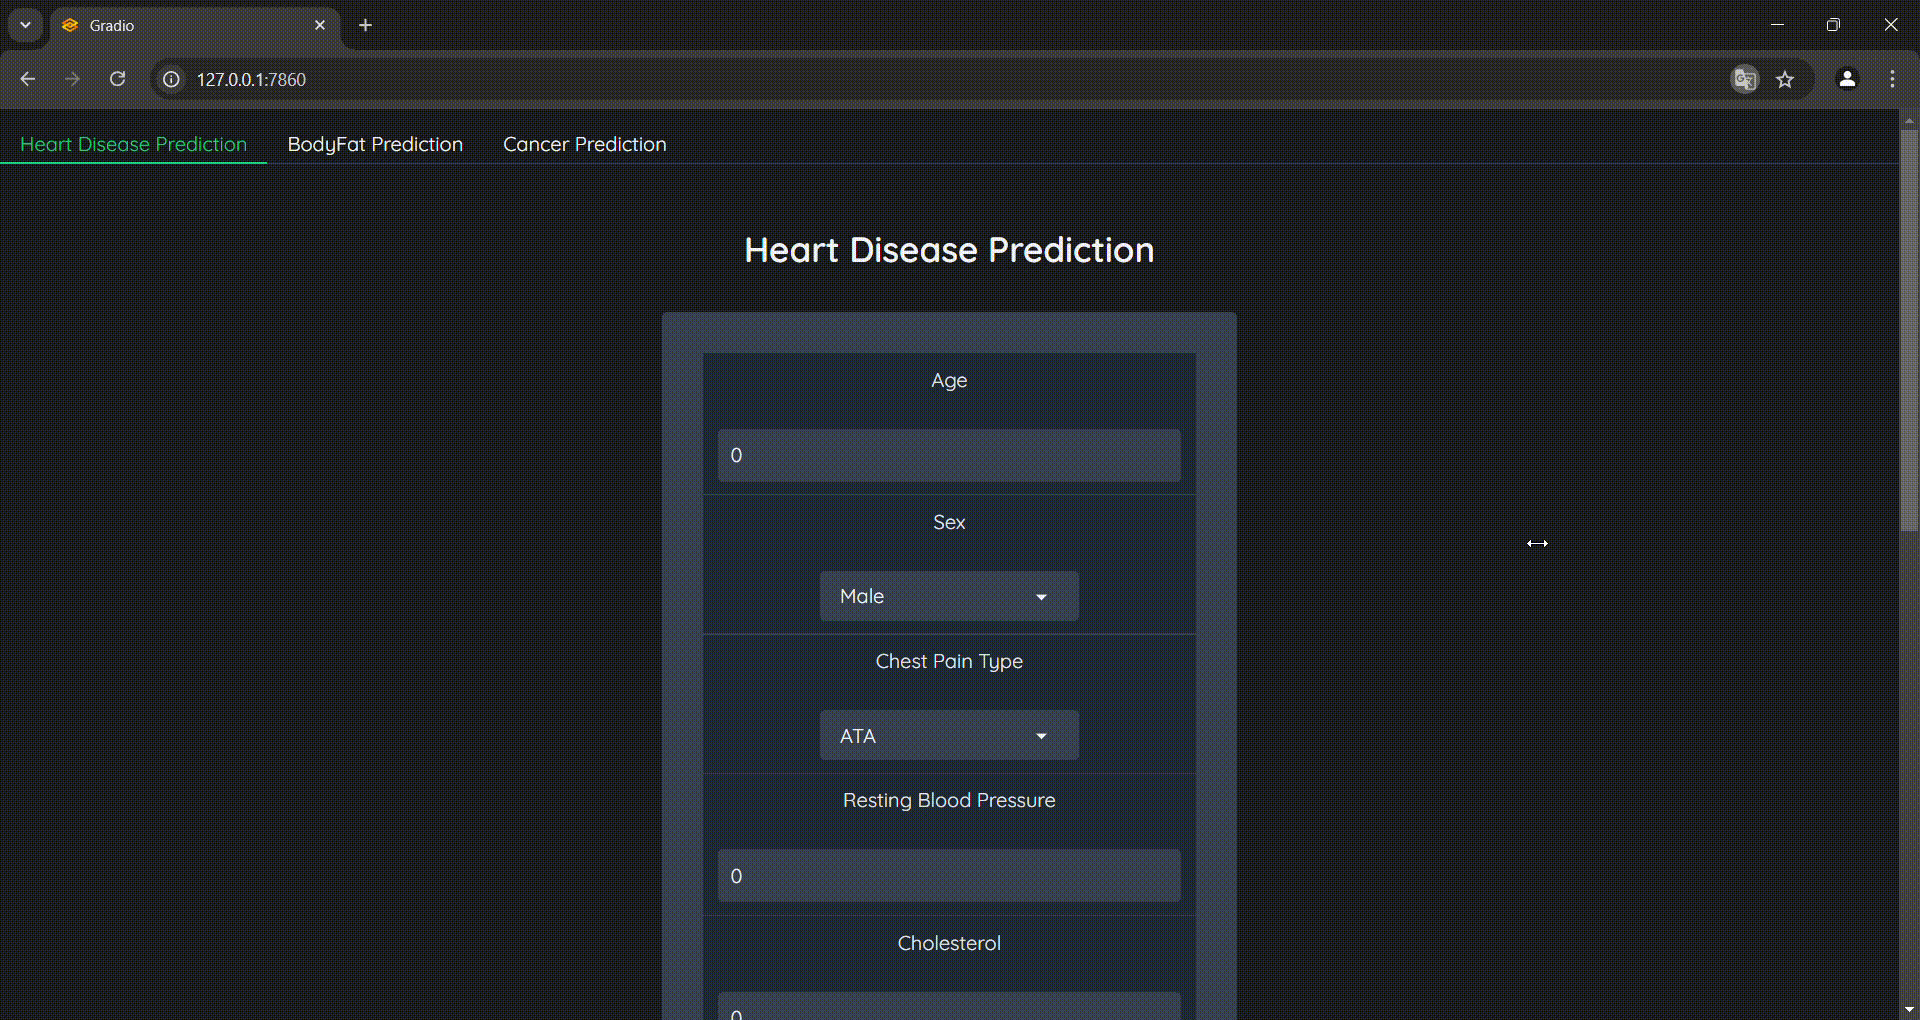 Gradio
127.0.0.1:7860
Heart Disease Prediction
BodyFat Prediction
Cancer Prediction
Heart Disease Prediction
Age
0
Sex
Male
Chest Pain Type
ATA
Resting Blood Pressure
0
Cholesterol
0